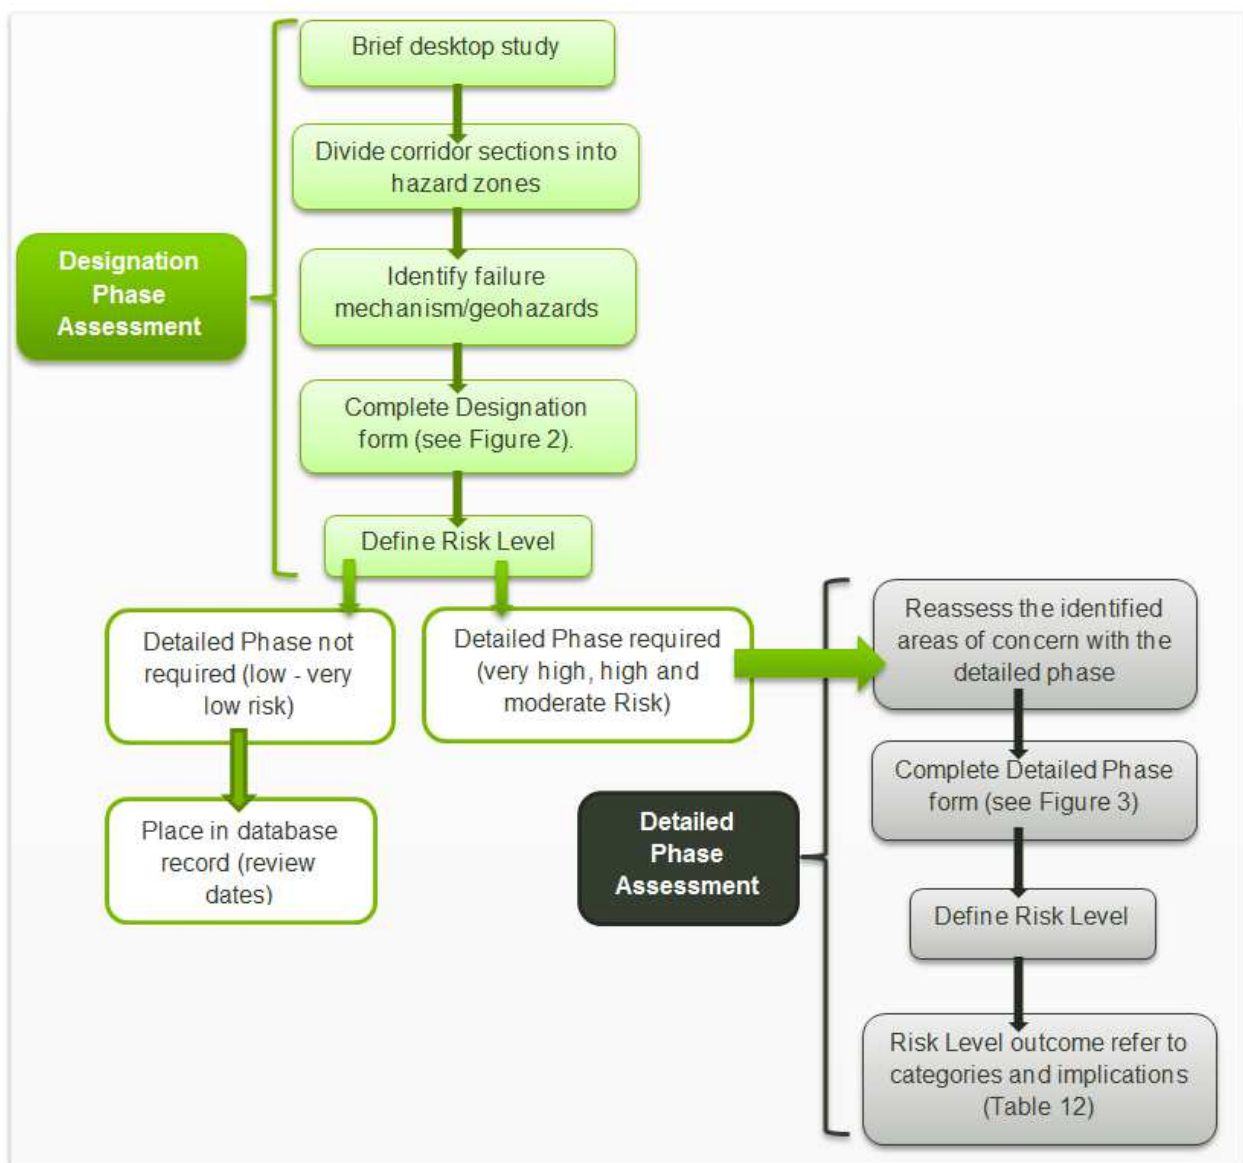 Brief desktop study
Divide corridor sections into
hazard zones
Designation
Phase
Assessment
Identify failure
mechanism/geohazards
Complete Designation
form (see Figure 2).
Define Risk Level
Detailed Phase not
required (low - very
low risk)
Detailed Phase required
(very high, high and
moderate Risk)
Place in database
record (review
dates)
Detailed
Phase
Assessment
Reassess the identified
areas of concern with the
detailed phase
Complete Detailed Phase
form (see Figure 3)
Define Risk Level
Risk Level outcome refer to
categories and implications
(Table 12)